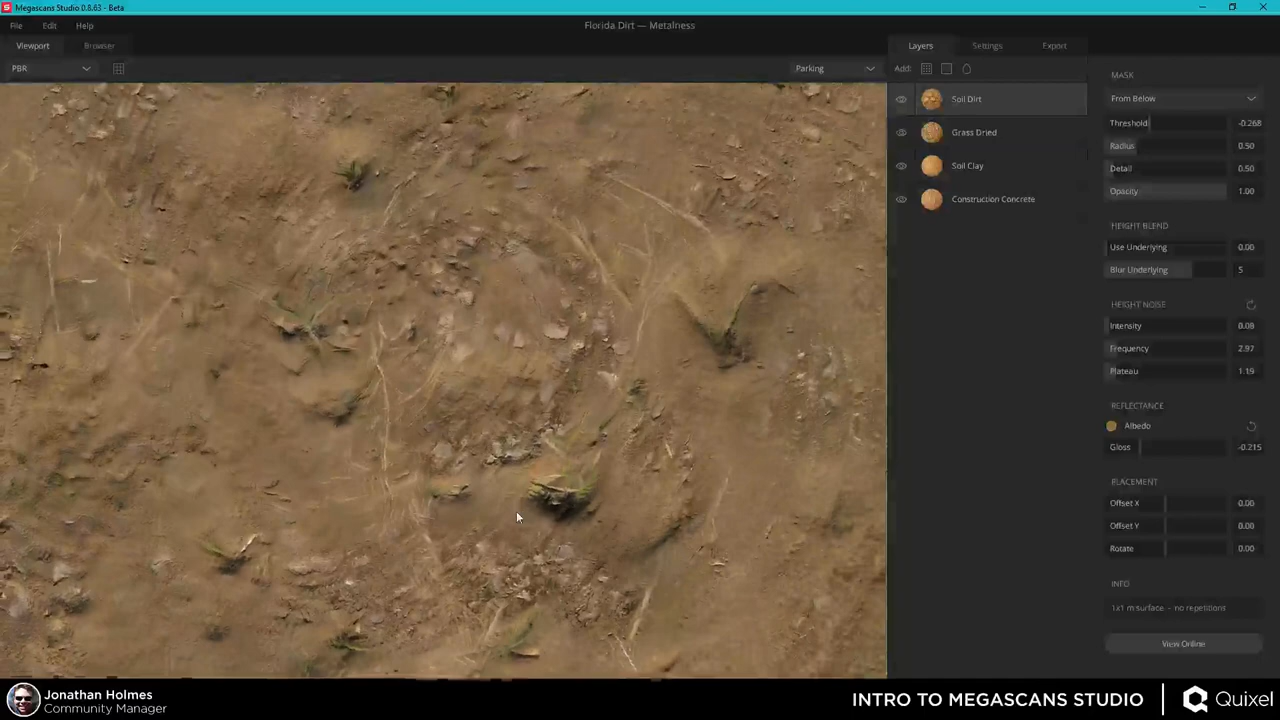 Megascans Studio 0.8.63 - Beta
File Edit Help
Florida Dirt — Metalness
Viewport Browser
Layers Settings Export
PBR
Parking
Add:
Soil Dirt
Grass Dried
Soil Clay
Construction Concrete
MASK
From Below
Threshold -0.268
Radius 0.50
Detail 0.50
Opacity 1.00
HEIGHT BLEND
Use Underlying 0.00
Blur Underlying 5
HEIGHT NOISE
Intensity 0.08
Frequency 2.97
Plateau 1.19
REFLECTANCE
Albedo
Gloss -0.215
PLACEMENT
Offset X 0.00
Offset Y 0.00
Rotate 0.00
INFO
1x1 m surface - no repetitions
View Online
Jonathan Holmes
Community Manager
INTRO TO MEGASCANS STUDIO
Quixel